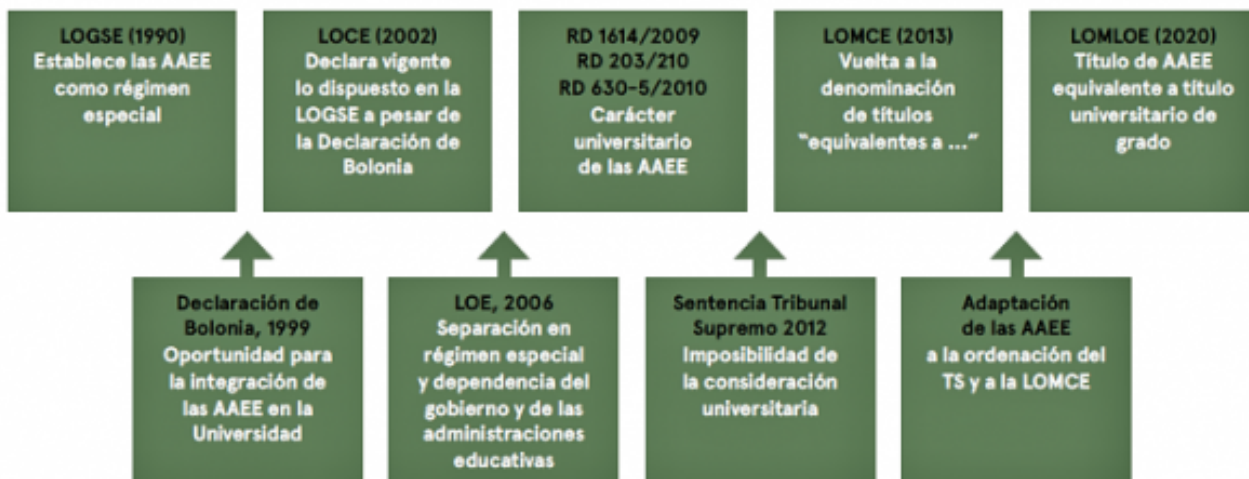 LOGSE (1990)
Establece las AAEE
como régimen
especial
LOCE (2002)
Declara vigente
lo dispuesto en la
LOGSE a pesar de
la Declaración de
Bolonia
RD 1614/2009
RD 203/210
RD 630-5/2010
Carácter
universitario
de las AAEE
LOMCE (2013)
Vuelta a la
denominación
de títulos
“equivalentes a ...”
LOMLOE (2020)
Título de AAEE
equivalente a título
universitario de
grado
Declaración de
Bolonia, 1999
Oportunidad para
la integración de
las AAEE en la
Universidad
LOE, 2006
Separación en
régimen especial
y dependencia del
gobierno y de las
administraciones
educativas
Sentencia Tribunal
Supremo 2012
Imposibilidad de
la consideración
universitaria
Adaptación
de las AAEE
a la ordenación del
TS y a la LOMCE